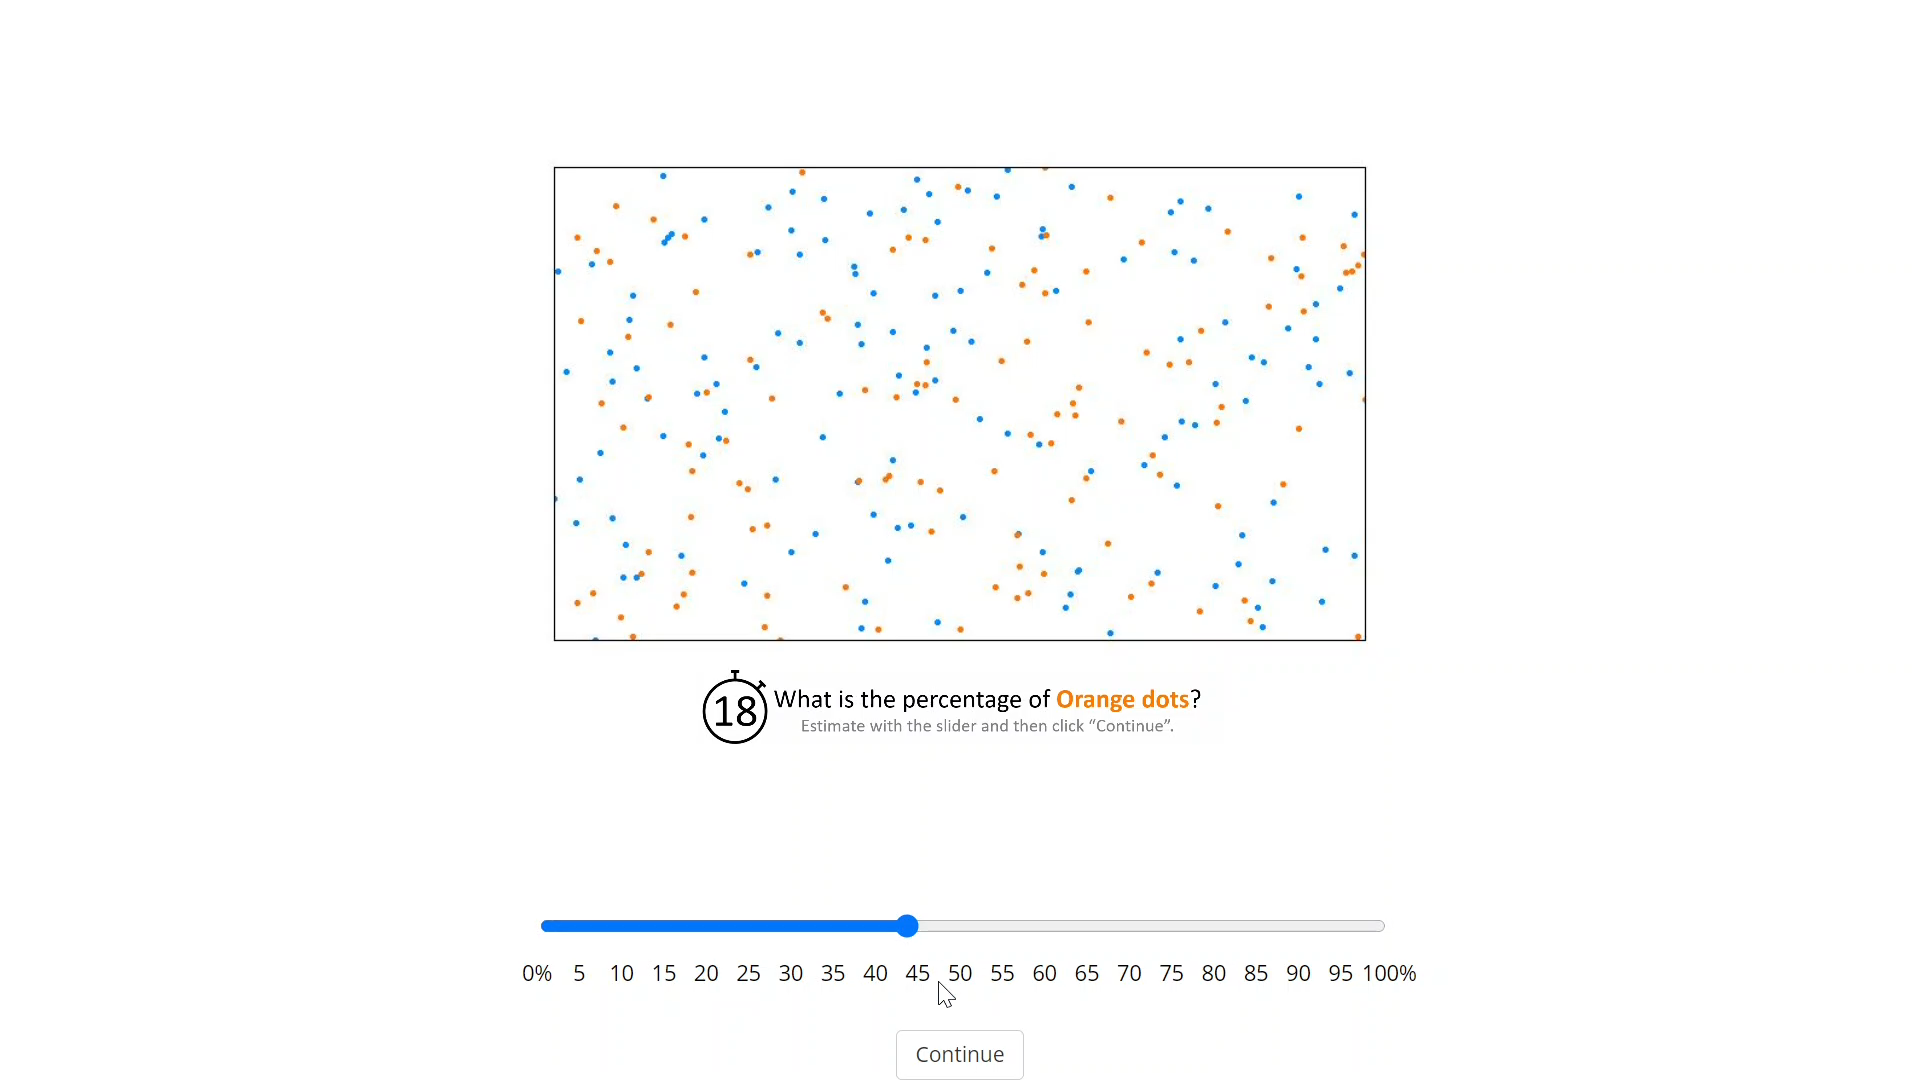 18
What is the percentage of Orange dots?
Estimate with the slider and then click “Continue”.
0% 5 10 15 20 25 30 35 40 45 50 55 60 65 70 75 80 85 90 95 100%
Continue